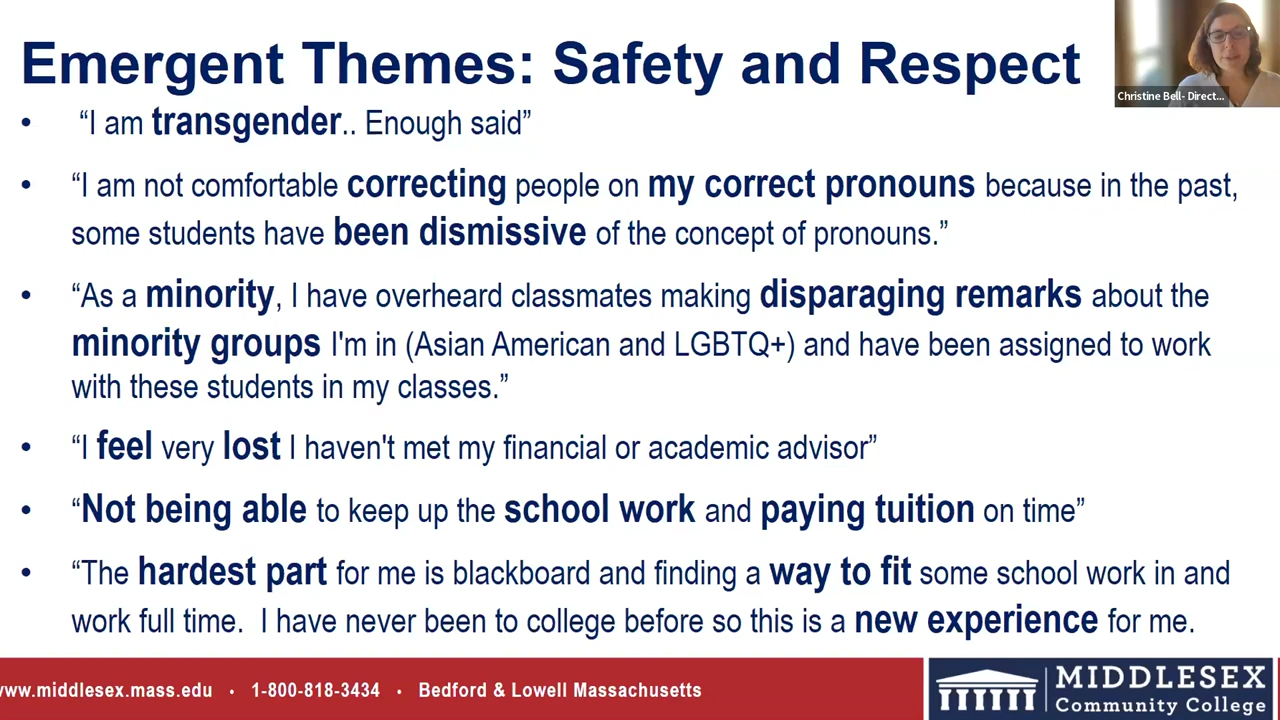 Emergent Themes: Safety and Respect
Christine Bell- Direct...
• “I am transgender.. Enough said”
• “I am not comfortable correcting people on my correct pronouns because in the past,
some students have been dismissive of the concept of pronouns.”
• “As a minority, I have overheard classmates making disparaging remarks about the
minority groups I'm in (Asian American and LGBTQ+) and have been assigned to work
with these students in my classes.”
• “I feel very lost I haven't met my financial or academic advisor”
• “Not being able to keep up the school work and paying tuition on time”
• “The hardest part for me is blackboard and finding a way to fit some school work in and
work full time.  I have never been to college before so this is a new experience for me.
www.middlesex.mass.edu • 1-800-818-3434 • Bedford & Lowell Massachusetts
MIDDLESEX
Community College